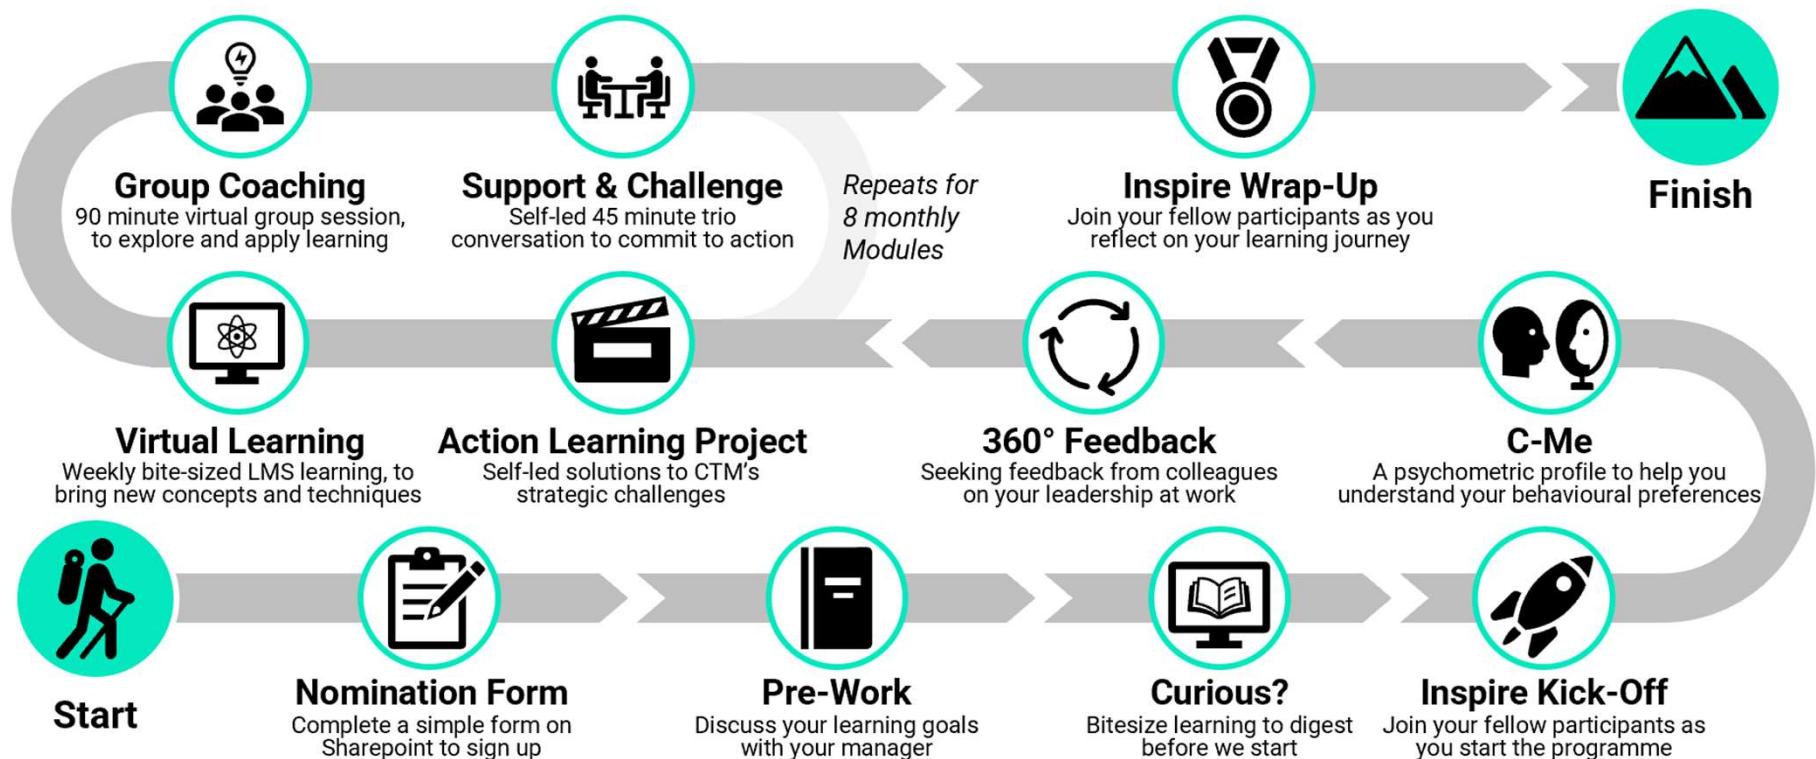 Group Coaching
90 minute virtual group session,
to explore and apply learning
Support & Challenge
Self-led 45 minute trio
conversation to commit to action
Repeats for
8 monthly
Modules
Inspire Wrap-Up
Join your fellow participants as you
reflect on your learning journey
Finish
Virtual Learning
Weekly bite-sized LMS learning, to
bring new concepts and techniques
Action Learning Project
Self-led solutions to CTM's
strategic challenges
360° Feedback
Seeking feedback from colleagues
on your leadership at work
C-Me
A psychometric profile to help you
understand your behavioural preferences
Start
Nomination Form
Complete a simple form on
Sharepoint to sign up
Pre-Work
Discuss your learning goals
with your manager
Curious?
Bitesize learning to digest
before we start
Inspire Kick-Off
Join your fellow participants as
you start the programme